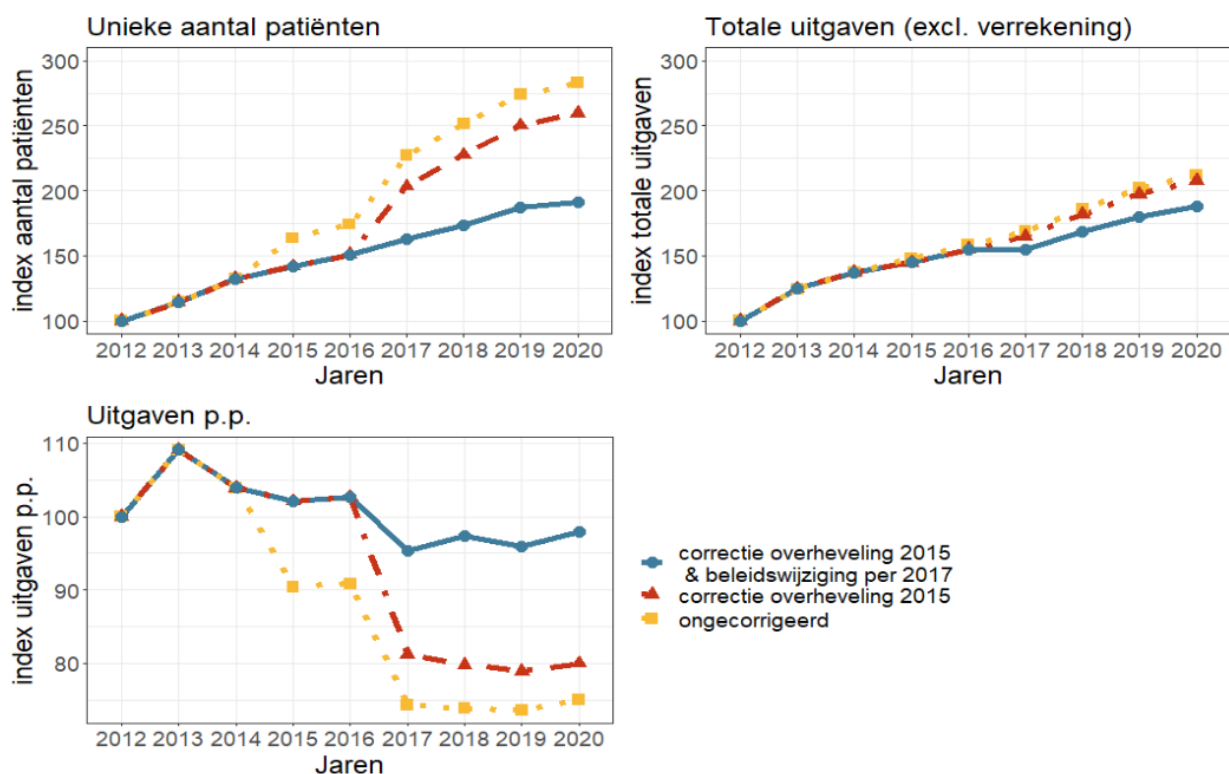 Unieke aantal patiënten
index aantal patiënten
300
250
200
150
100
2012 2013 2014 2015 2016 2017 2018 2019 2020
Jaren
Totale uitgaven (excl. verrekening)
index totale uitgaven
300
250
200
150
100
2012 2013 2014 2015 2016 2017 2018 2019 2020
Jaren
Uitgaven p.p.
index uitgaven p.p.
110
100
90
80
2012 2013 2014 2015 2016 2017 2018 2019 2020
Jaren
correctie overheveling 2015
& beleidswijziging per 2017
correctie overheveling 2015
ongecorrigeerd